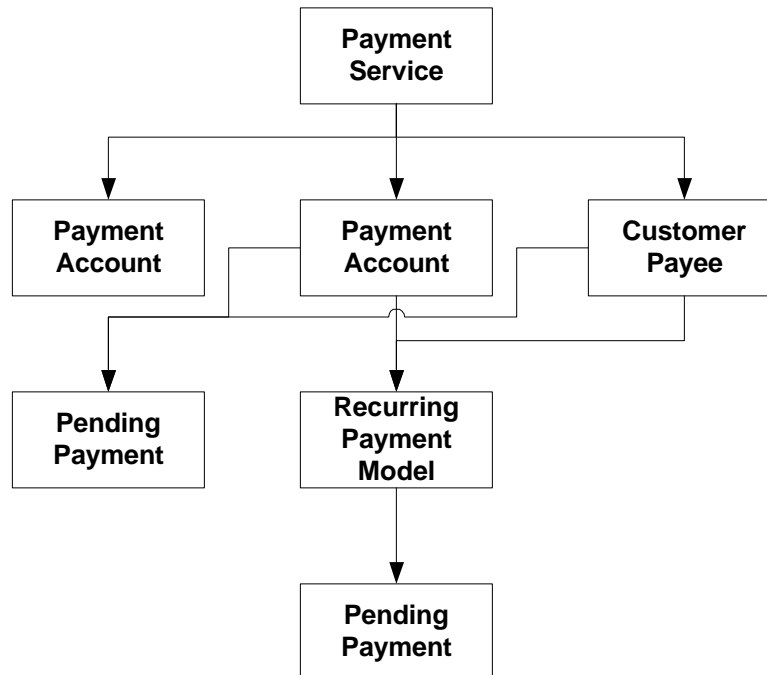 Payment
Service
Payment
Account
Payment
Account
Customer
Payee
Pending
Payment
Recurring
Payment
Model
Pending
Payment